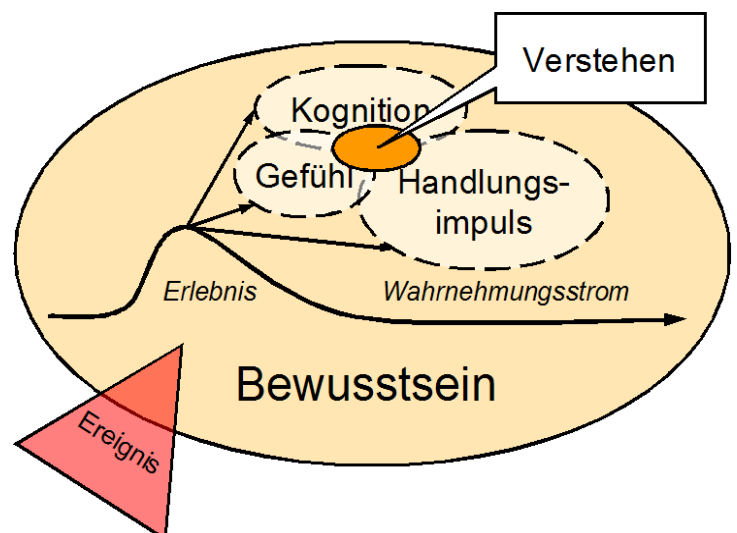 Verstehen
Kognition
Gefühl
Handlungs-
impuls
Erlebnis
Wahrnehmungsstrom
Bewusstsein
Ereignis